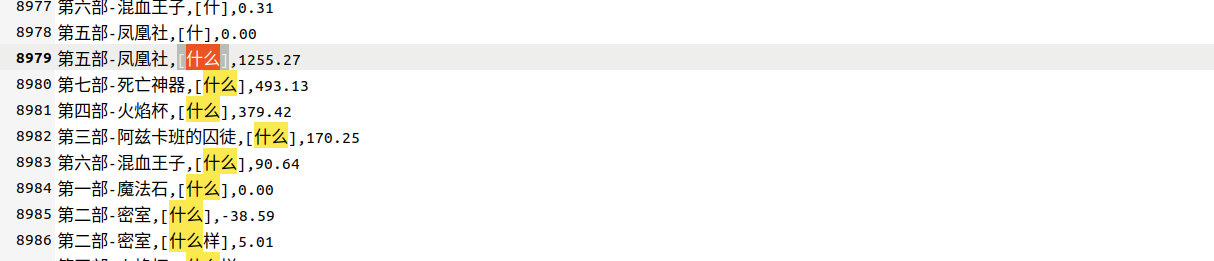 8977 第六部-混血王子,[什],0.31
8978 第五部-凤凰社,[什],0.00
8979 第五部-凤凰社,[什么],1255.27
8980 第七部-死亡神器,[什么],493.13
8981 第四部-火焰杯,[什么],379.42
8982 第三部-阿兹卡班的囚徒,[什么],170.25
8983 第六部-混血王子,[什么],90.64
8984 第一部-魔法石,[什么],0.00
8985 第二部-密室,[什么],-38.59
8986 第二部-密室,[什么样],5.01